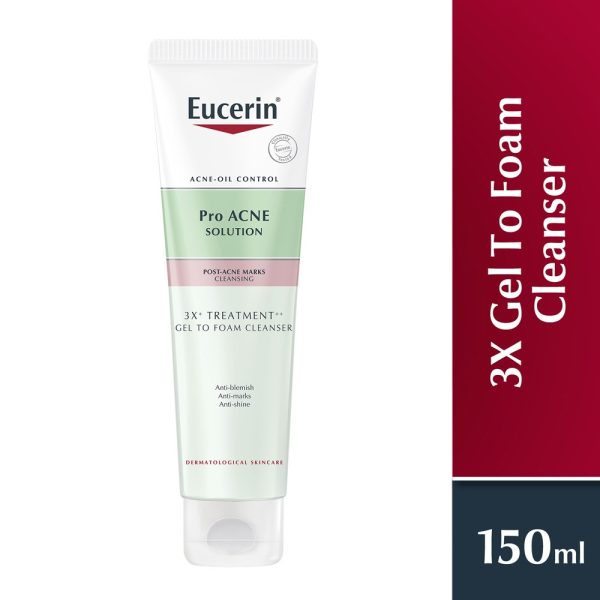 Eucerin®
ACNE-OIL CONTROL
Pro ACNE
SOLUTION
POST-ACNE MARKS
CLEANSING
3X⁺ TREATMENT⁺⁺
GEL TO FOAM CLEANSER
Anti-blemish
Anti-marks
Anti-shine
DERMATOLOGICAL SKINCARE
3X Gel To Foam
Cleanser
150ml